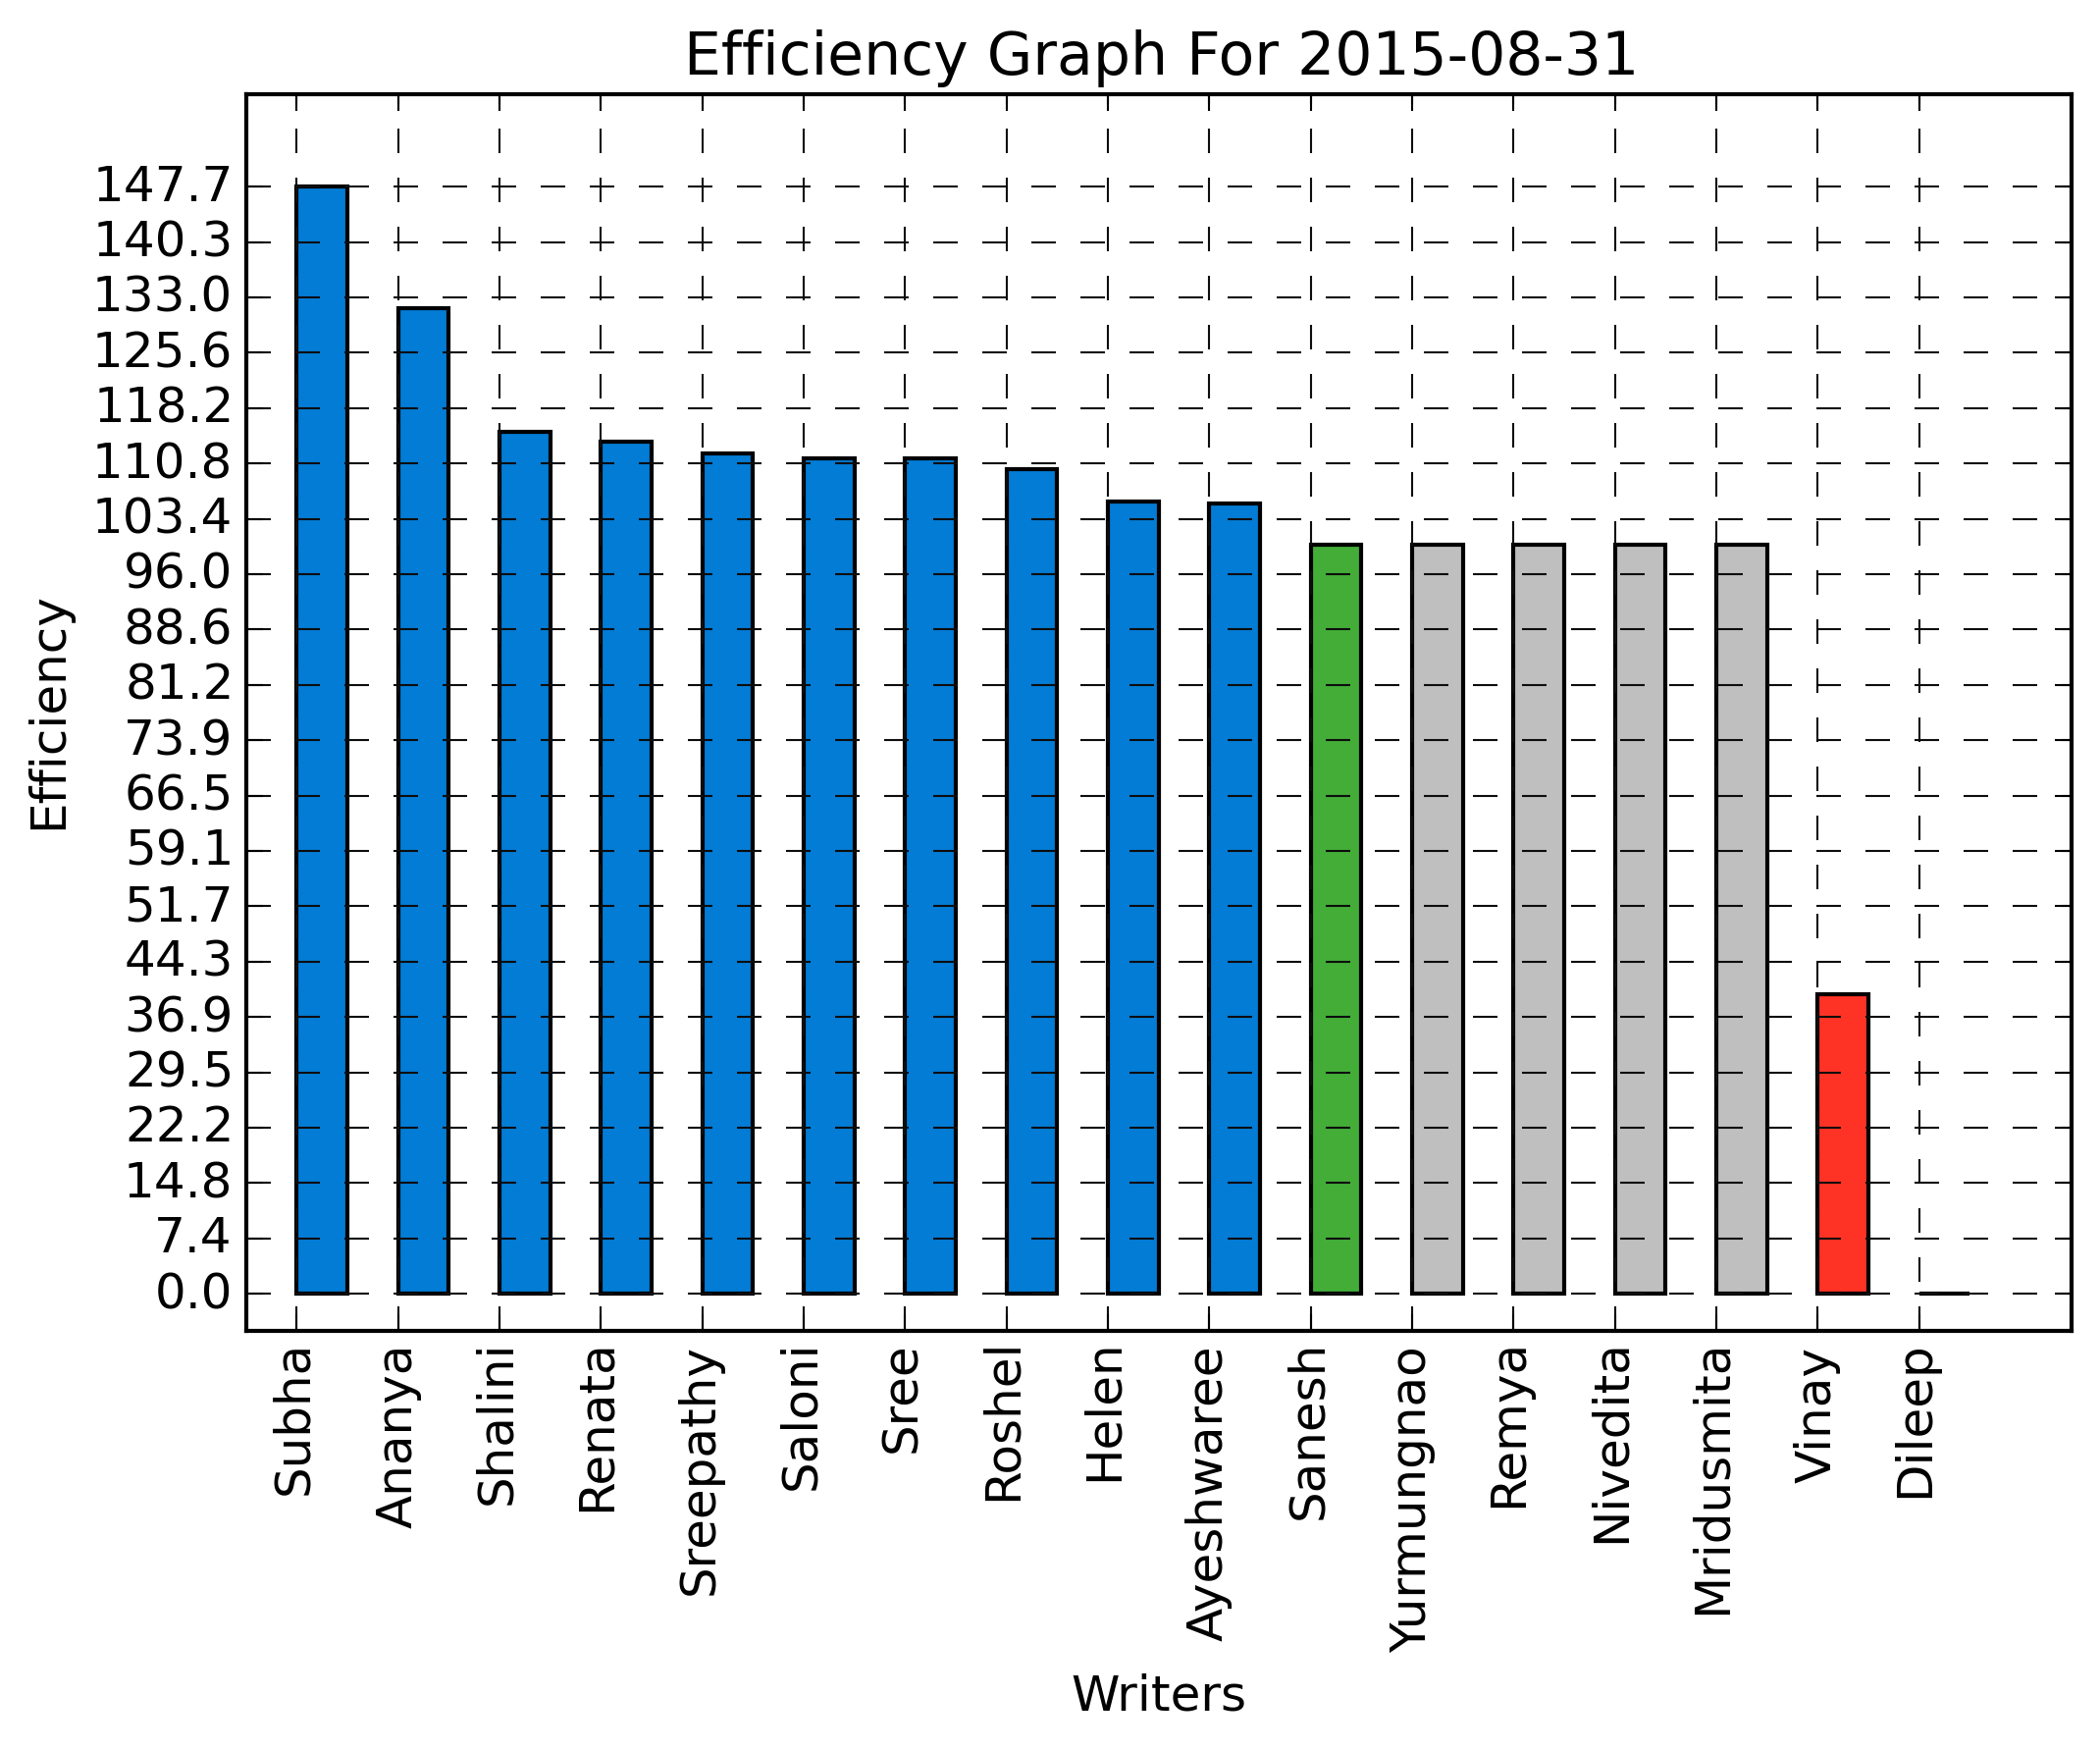 Efficiency Graph For 2015-08-31
147.7
140.3
133.0
125.6
118.2
110.8
103.4
96.0
88.6
81.2
73.9
66.5
59.1
51.7
44.3
36.9
29.5
22.2
14.8
7.4
0.0
Efficiency
Subha
Ananya
Shalini
Renata
Sreepathy
Saloni
Sree
Roshel
Helen
Ayeshwaree
Sanesh
Yurmungnao
Remya
Nivedita
Mridusmita
Vinay
Dileep
Writers